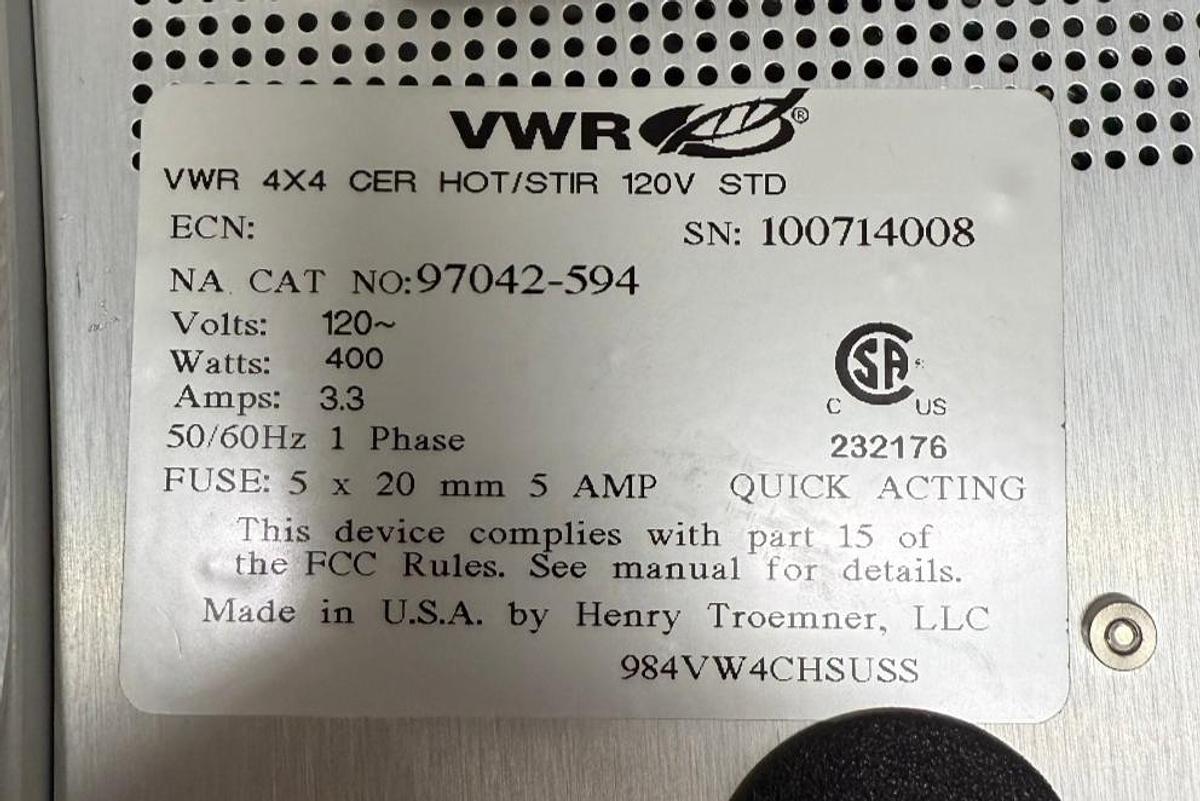 VWR®
VWR 4X4 CER HOT/STIR 120V STD
ECN: SN: 100714008
NA CAT NO:97042-594
Volts: 120~
Watts: 400
Amps: 3.3
CSA ®
C US
50/60Hz 1 Phase 232176
FUSE: 5 x 20 mm 5 AMP QUICK ACTING
This device complies with part 15 of
the FCC Rules. See manual for details.
Made in U.S.A. by Henry Troemner, LLC
984VW4CHSUSS